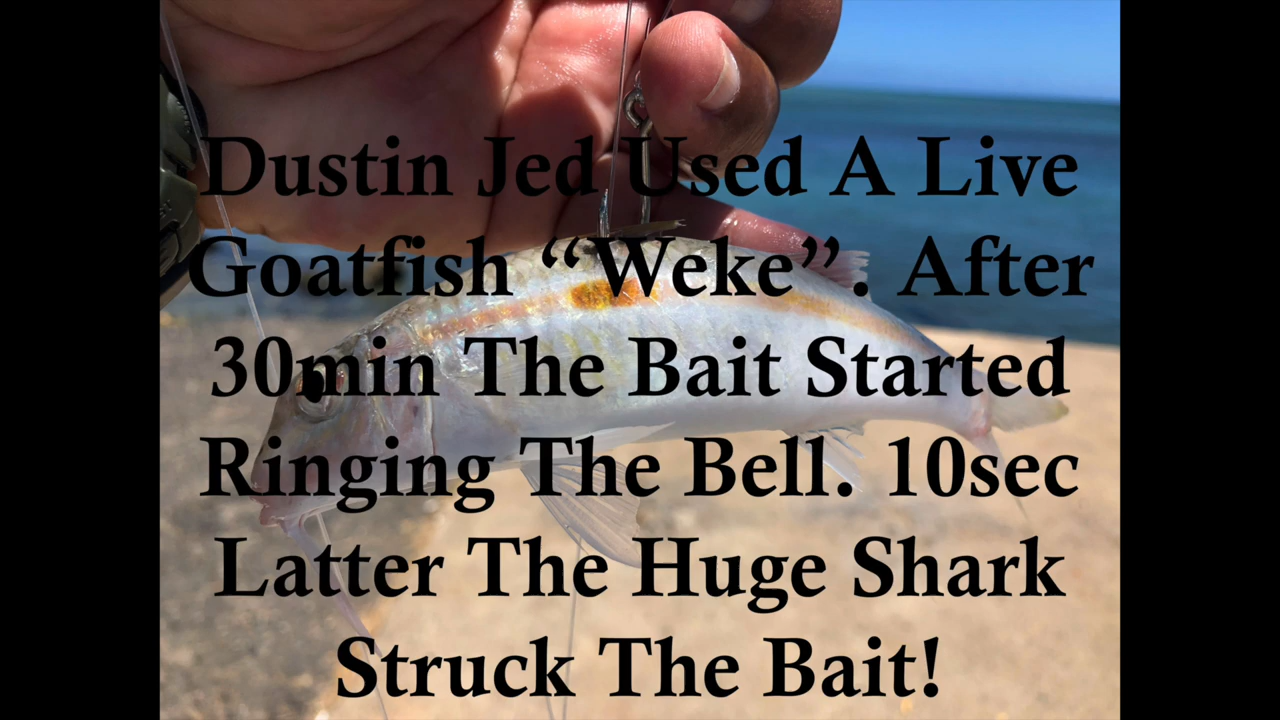 Dustin Jed Used A Live
Goatfish “Weke”. After
30min The Bait Started
Ringing The Bell. 10sec
Latter The Huge Shark
Struck The Bait!